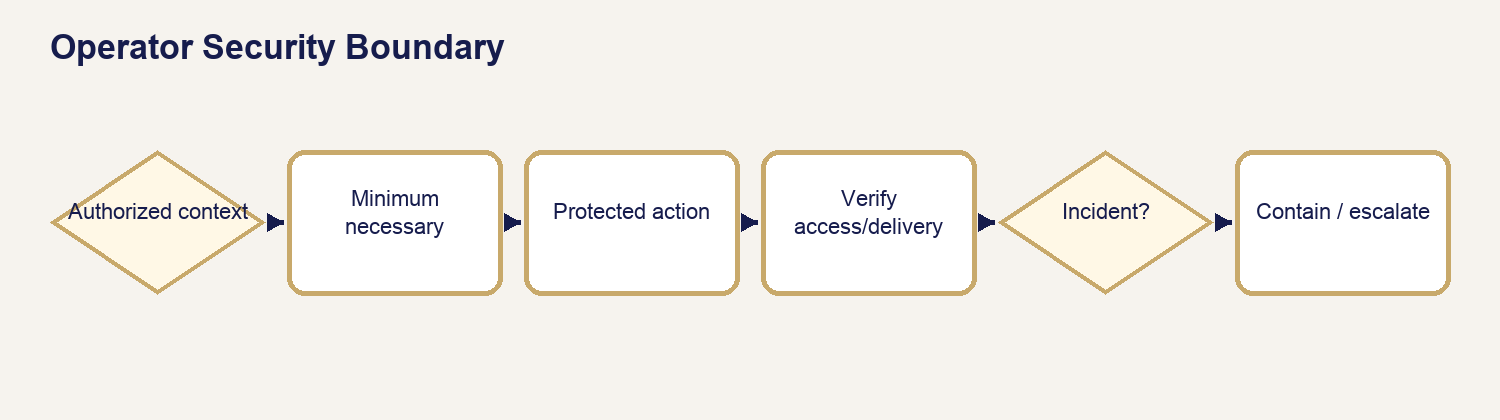 Operator Security Boundary
Authorized context
Minimum
necessary
Protected action
Verify
access/delivery
Incident?
Contain / escalate